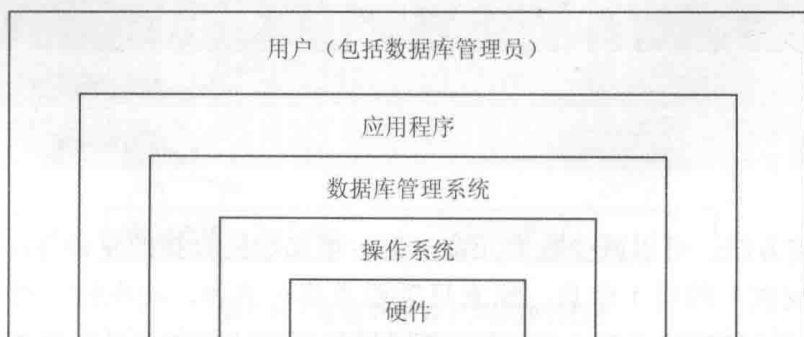 用户（包括数据库管理员）
应用程序
数据库管理系统
操作系统
硬件